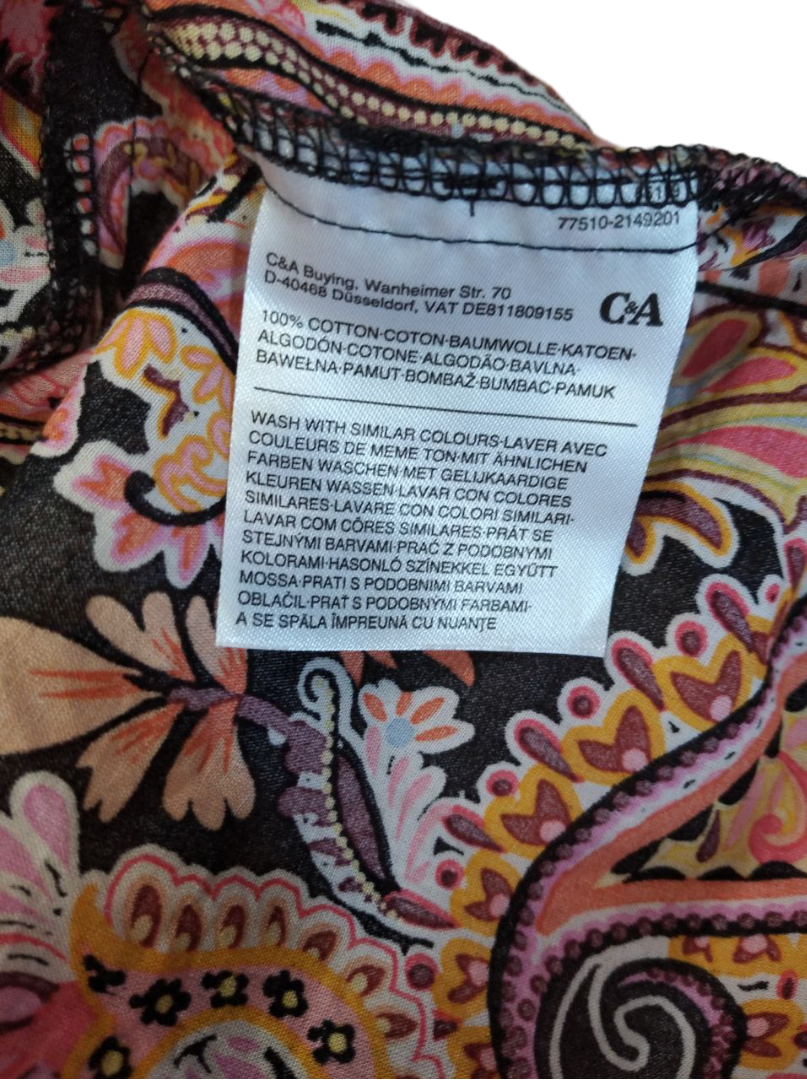 77510-2149201
C&A Buying. Wanheimer Str. 70
D-40468 Düsseldorf, VAT DE811809155
C&A
100% COTTON·COTON·BAUMWOLLE·KATOEN·
ALGODÓN·COTONE·ALGODÃO·BAVLNA·
BAWEŁNA·PAMUT·BOMBAŽ·BUMBAC·PAMUK
WASH WITH SIMILAR COLOURS·LAVER AVEC
COULEURS DE MEME TON·MIT ÄHNLICHEN
FARBEN WASCHEN·MET GELIJKAARDIGE
KLEUREN WASSEN·LAVAR CON COLORES
SIMILARES·LAVARE CON COLORI SIMILARI·
LAVAR COM CÔRES SIMILARES·PRÁT SE
STEJNÝMI BARVAMI·PRAĆ Z PODOBNYMI
KOLORAMI·HASONLÓ SZÍNEKKEL EGYÜTT
MOSSA·PRATI S PODOBNIMI BARVAMI
OBLAČIL·PRAŤ S PODOBNÝMI FARBAMI·
A SE SPĂLA ÎMPREUNĂ CU NUANŢE